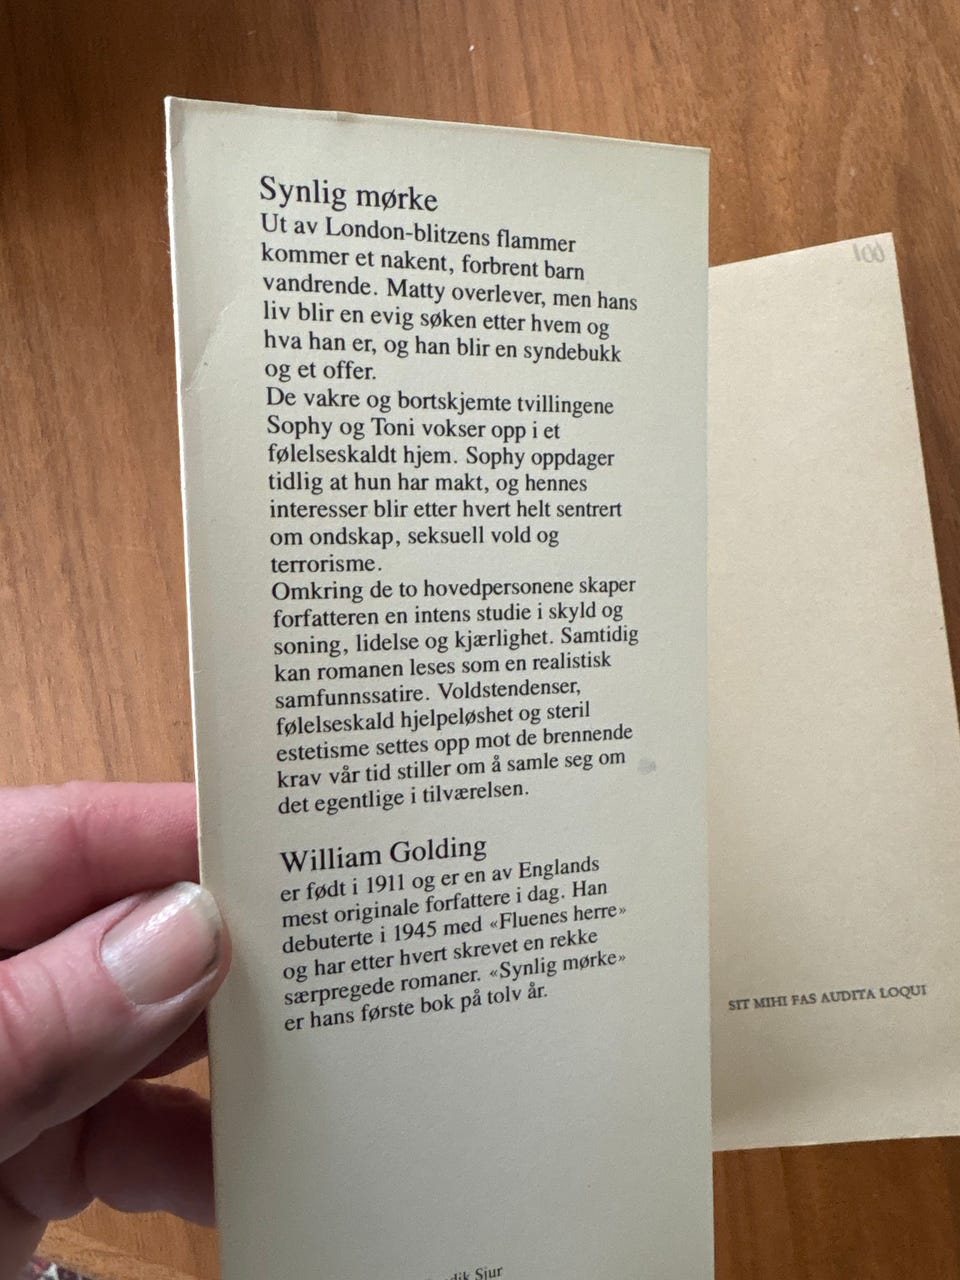 Synlig mørke
Ut av London-blitzens flammer
kommer et nakent, forbrent barn
vandrende. Matty overlever, men hans
liv blir en evig søken etter hvem og
hva han er, og han blir en syndebukk
og et offer.
De vakre og bortskjemte tvillingene
Sophy og Toni vokser opp i et
følelseskaldt hjem. Sophy oppdager
tidlig at hun har makt, og hennes
interesser blir etter hvert helt sentrert
om ondskap, seksuell vold og
terrorisme.
Omkring de to hovedpersonene skaper
forfatteren en intens studie i skyld og
soning, lidelse og kjærlighet. Samtidig
kan romanen leses som en realistisk
samfunnssatire. Voldstendenser,
følelseskald hjelpeløshet og steril
estetisme settes opp mot de brennende
krav vår tid stiller om å samle seg om
det egentlige i tilværelsen.
William Golding
er født i 1911 og er en av Englands
mest originale forfattere i dag. Han
debuterte i 1945 med «Fluenes herre»
og har etter hvert skrevet en rekke
særpregede romaner. «Synlig mørke»
er hans første bok på tolv år.
Sjur
100
SIT MIHI FAS AUDITA LOQUI